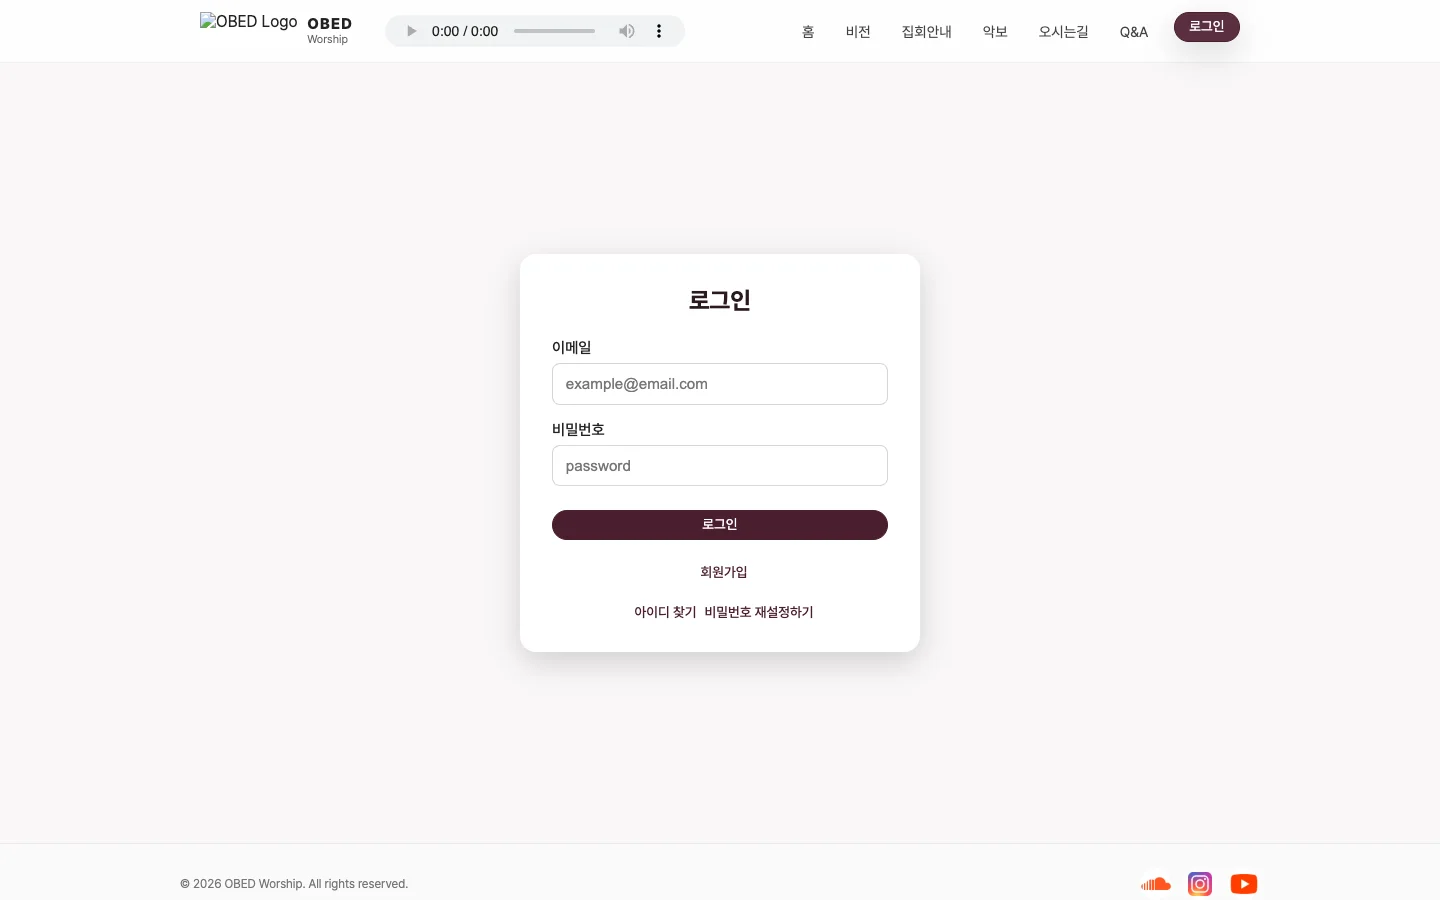 OBED Logo
OBED
Worship
0:00 / 0:00
홈 비전 집회안내 악보 오시는길 Q&A 로그인
로그인
이메일
example@email.com
비밀번호
password
로그인
회원가입
아이디 찾기 비밀번호 재설정하기
© 2026 OBED Worship. All rights reserved.